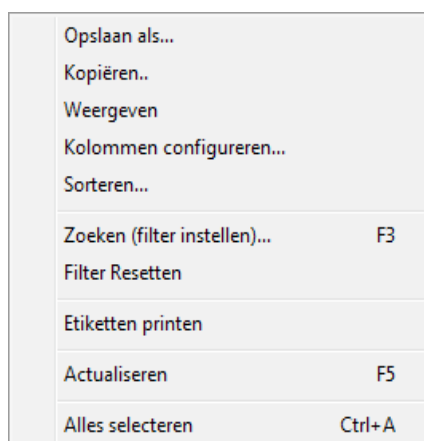 Opslaan als...
Kopiëren..
Weergeven
Kolommen configureren...
Sorteren...
Zoeken (filter instellen)... F3
Filter Resetten
Etiketten printen
Actualiseren F5
Alles selecteren Ctrl+A